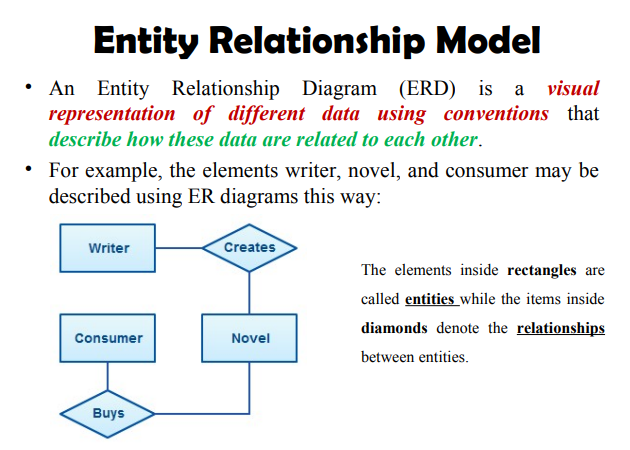 Entity Relationship Model
• An Entity Relationship Diagram (ERD) is a visual
representation of different data using conventions that
describe how these data are related to each other.
• For example, the elements writer, novel, and consumer may be
described using ER diagrams this way:
Writer
Creates
The elements inside rectangles are
called entities while the items inside
diamonds denote the relationships
between entities.
Consumer
Novel
Buys